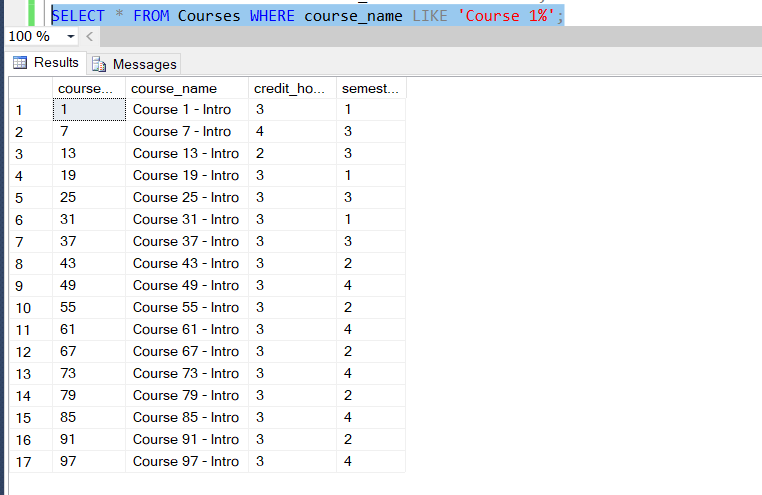 SELECT * FROM Courses WHERE course_name LIKE 'Course 1%';
100 %
Results Messages
course... course_name credit_ho... semest...
1 1 Course 1 - Intro 3 1
2 7 Course 7 - Intro 4 3
3 13 Course 13 - Intro 2 3
4 19 Course 19 - Intro 3 1
5 25 Course 25 - Intro 3 3
6 31 Course 31 - Intro 3 1
7 37 Course 37 - Intro 3 3
8 43 Course 43 - Intro 3 2
9 49 Course 49 - Intro 3 4
10 55 Course 55 - Intro 3 2
11 61 Course 61 - Intro 3 4
12 67 Course 67 - Intro 3 2
13 73 Course 73 - Intro 3 4
14 79 Course 79 - Intro 3 2
15 85 Course 85 - Intro 3 4
16 91 Course 91 - Intro 3 2
17 97 Course 97 - Intro 3 4